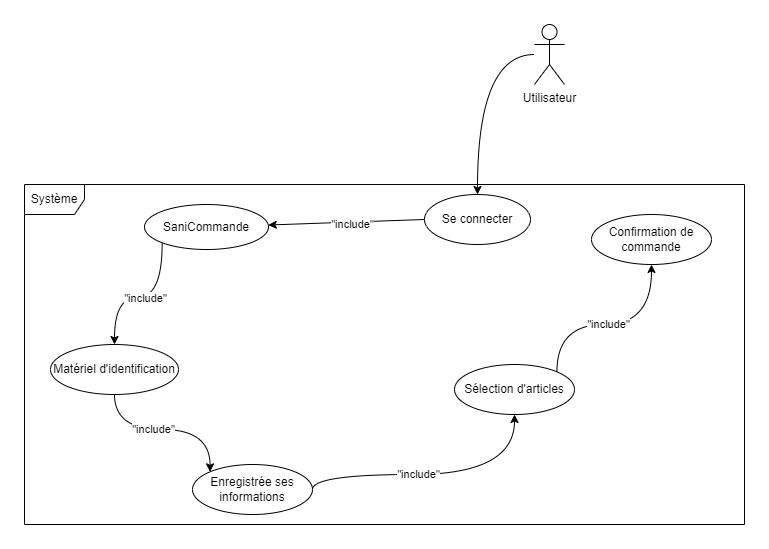 Utilisateur
Système
Se connecter
"include"
SaniCommande
"include"
Matériel d'identification
"include"
Enregistrée ses
informations
"include"
Sélection d'articles
"include"
Confirmation de
commande